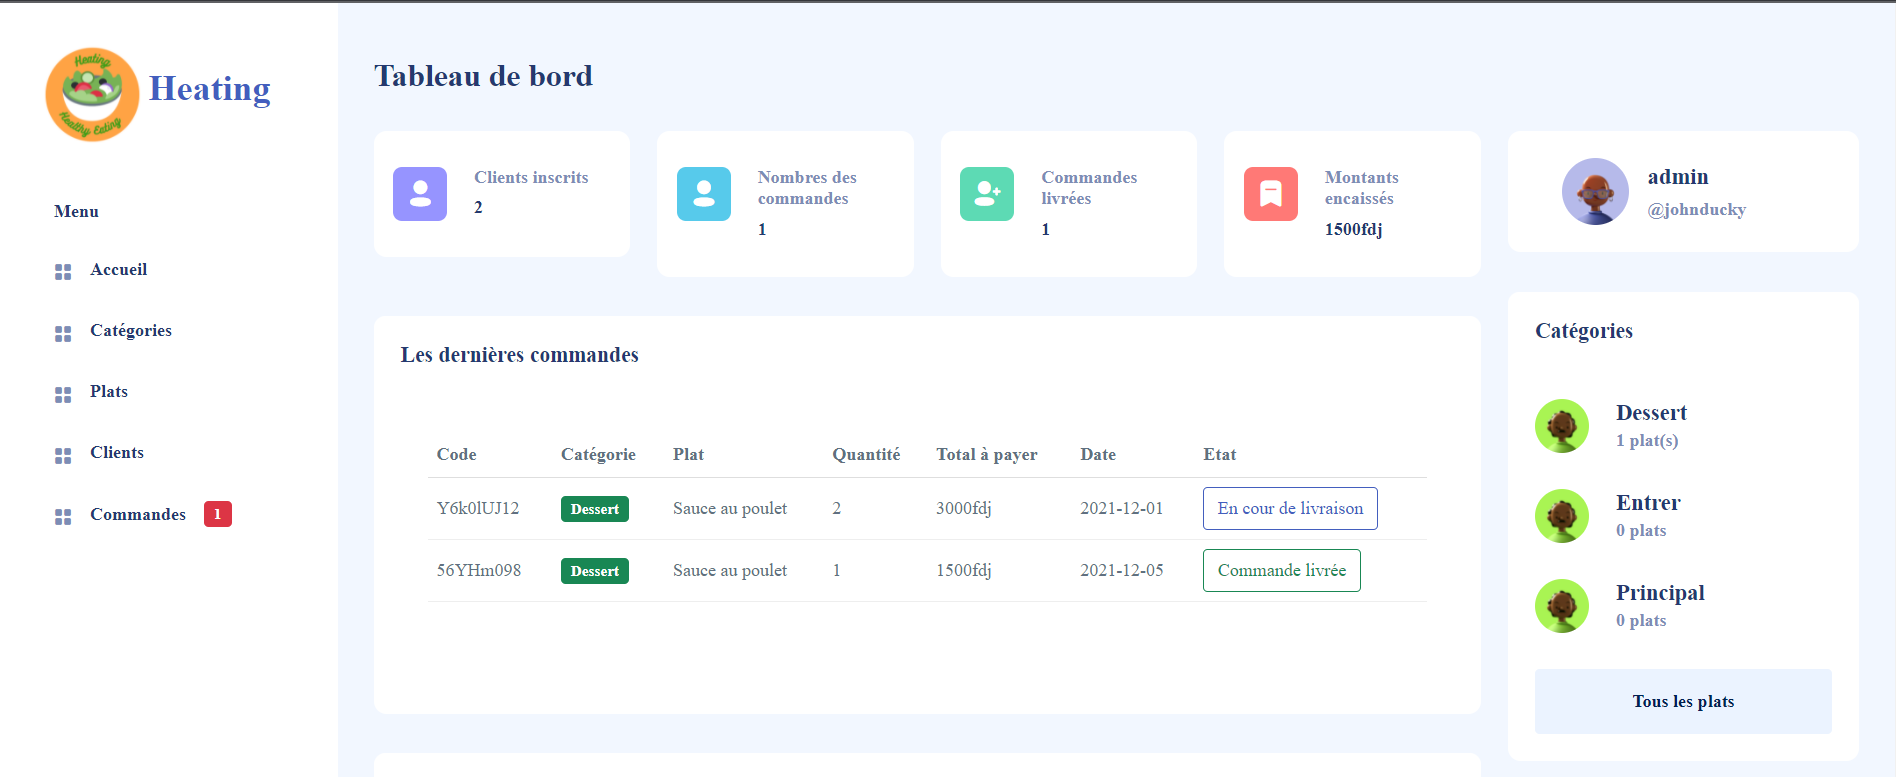 Heating
Healthy Eating
Heating
Menu
Accueil
Catégories
Plats
Clients
Commandes 1
Tableau de bord
Clients inscrits
2
Nombres des
commandes
1
Commandes
livrées
1
Montants
encaissés
1500fdj
admin
@johnducky
Les dernières commandes
Code Catégorie Plat Quantité Total à payer Date Etat
Y6k0lUJ12 Dessert Sauce au poulet 2 3000fdj 2021-12-01 En cour de livraison
56YHm098 Dessert Sauce au poulet 1 1500fdj 2021-12-05 Commande livrée
Catégories
Dessert
1 plat(s)
Entrer
0 plats
Principal
0 plats
Tous les plats